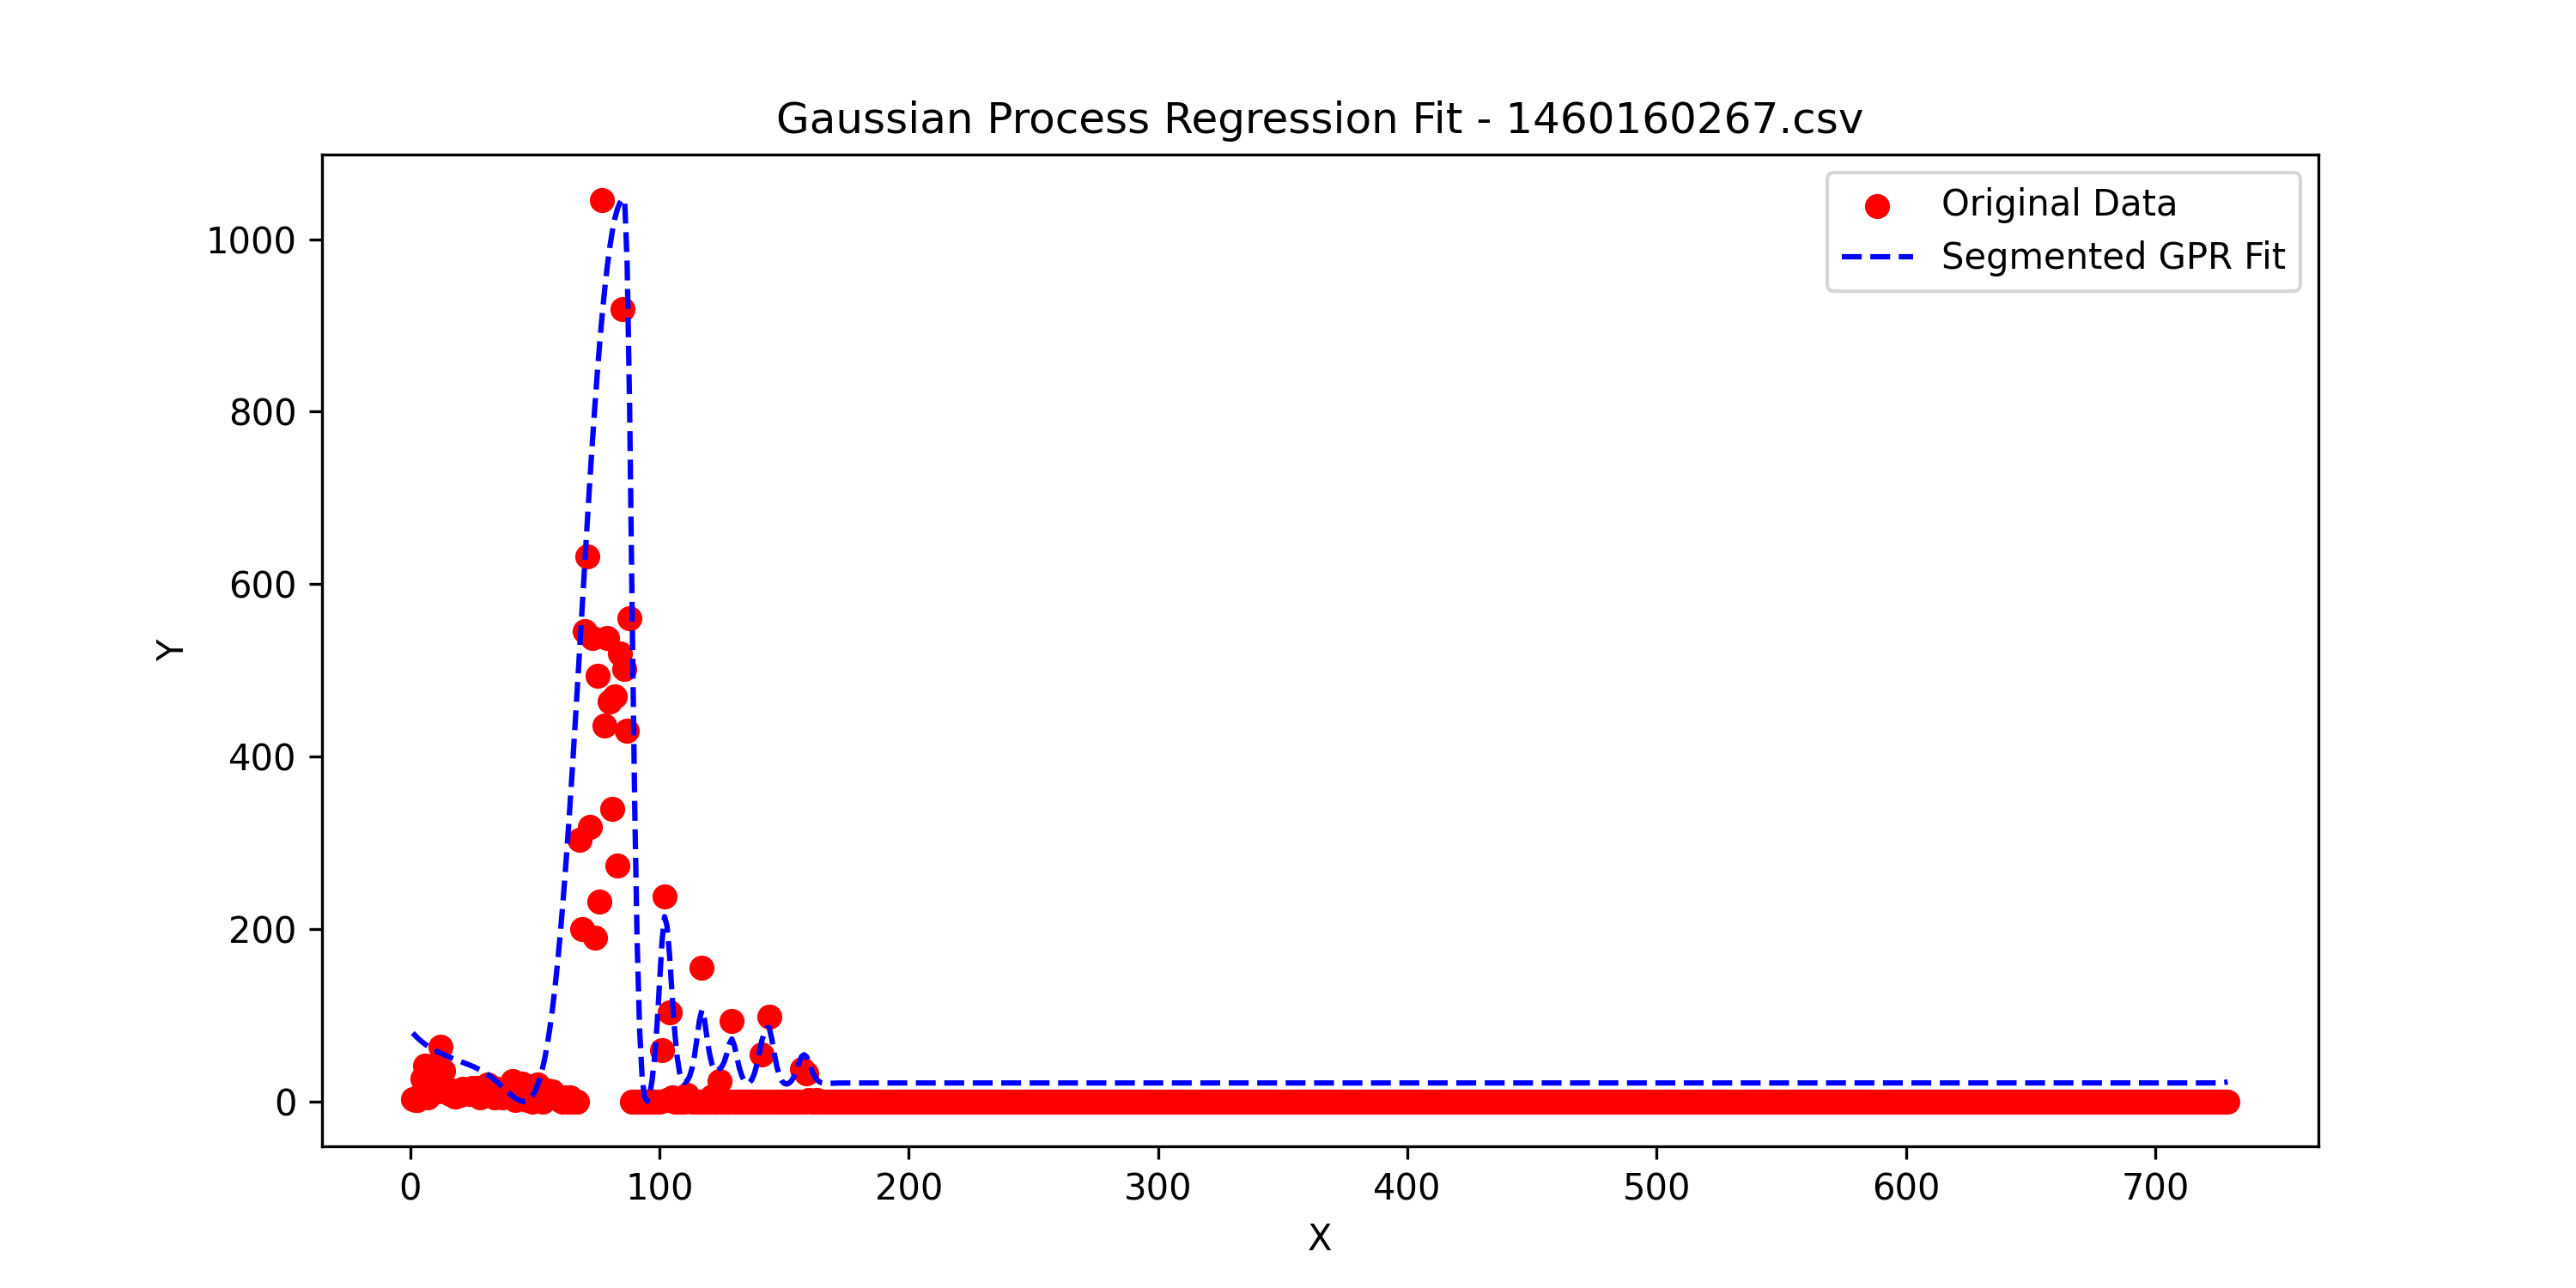 Gaussian Process Regression Fit - 1460160267.csv
Original Data
Segmented GPR Fit
1000
800
600
400
200
0
Y
0 100 200 300 400 500 600 700
X